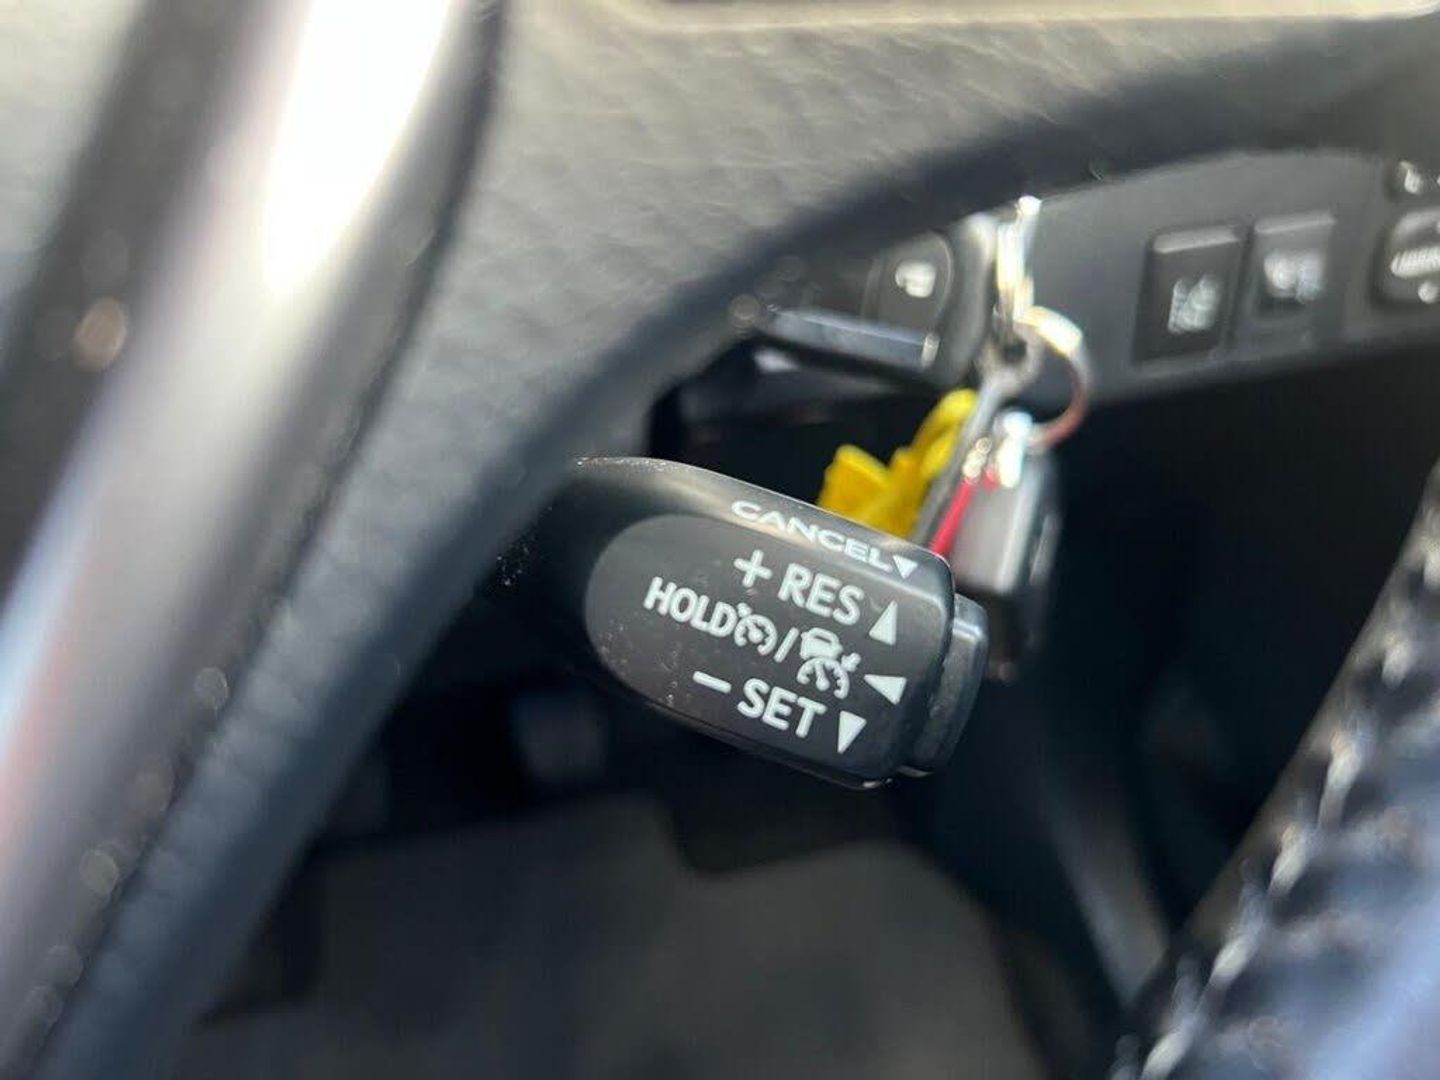 CANCEL▼
+ RES ▲
HOLD / ◀
− SET ▼